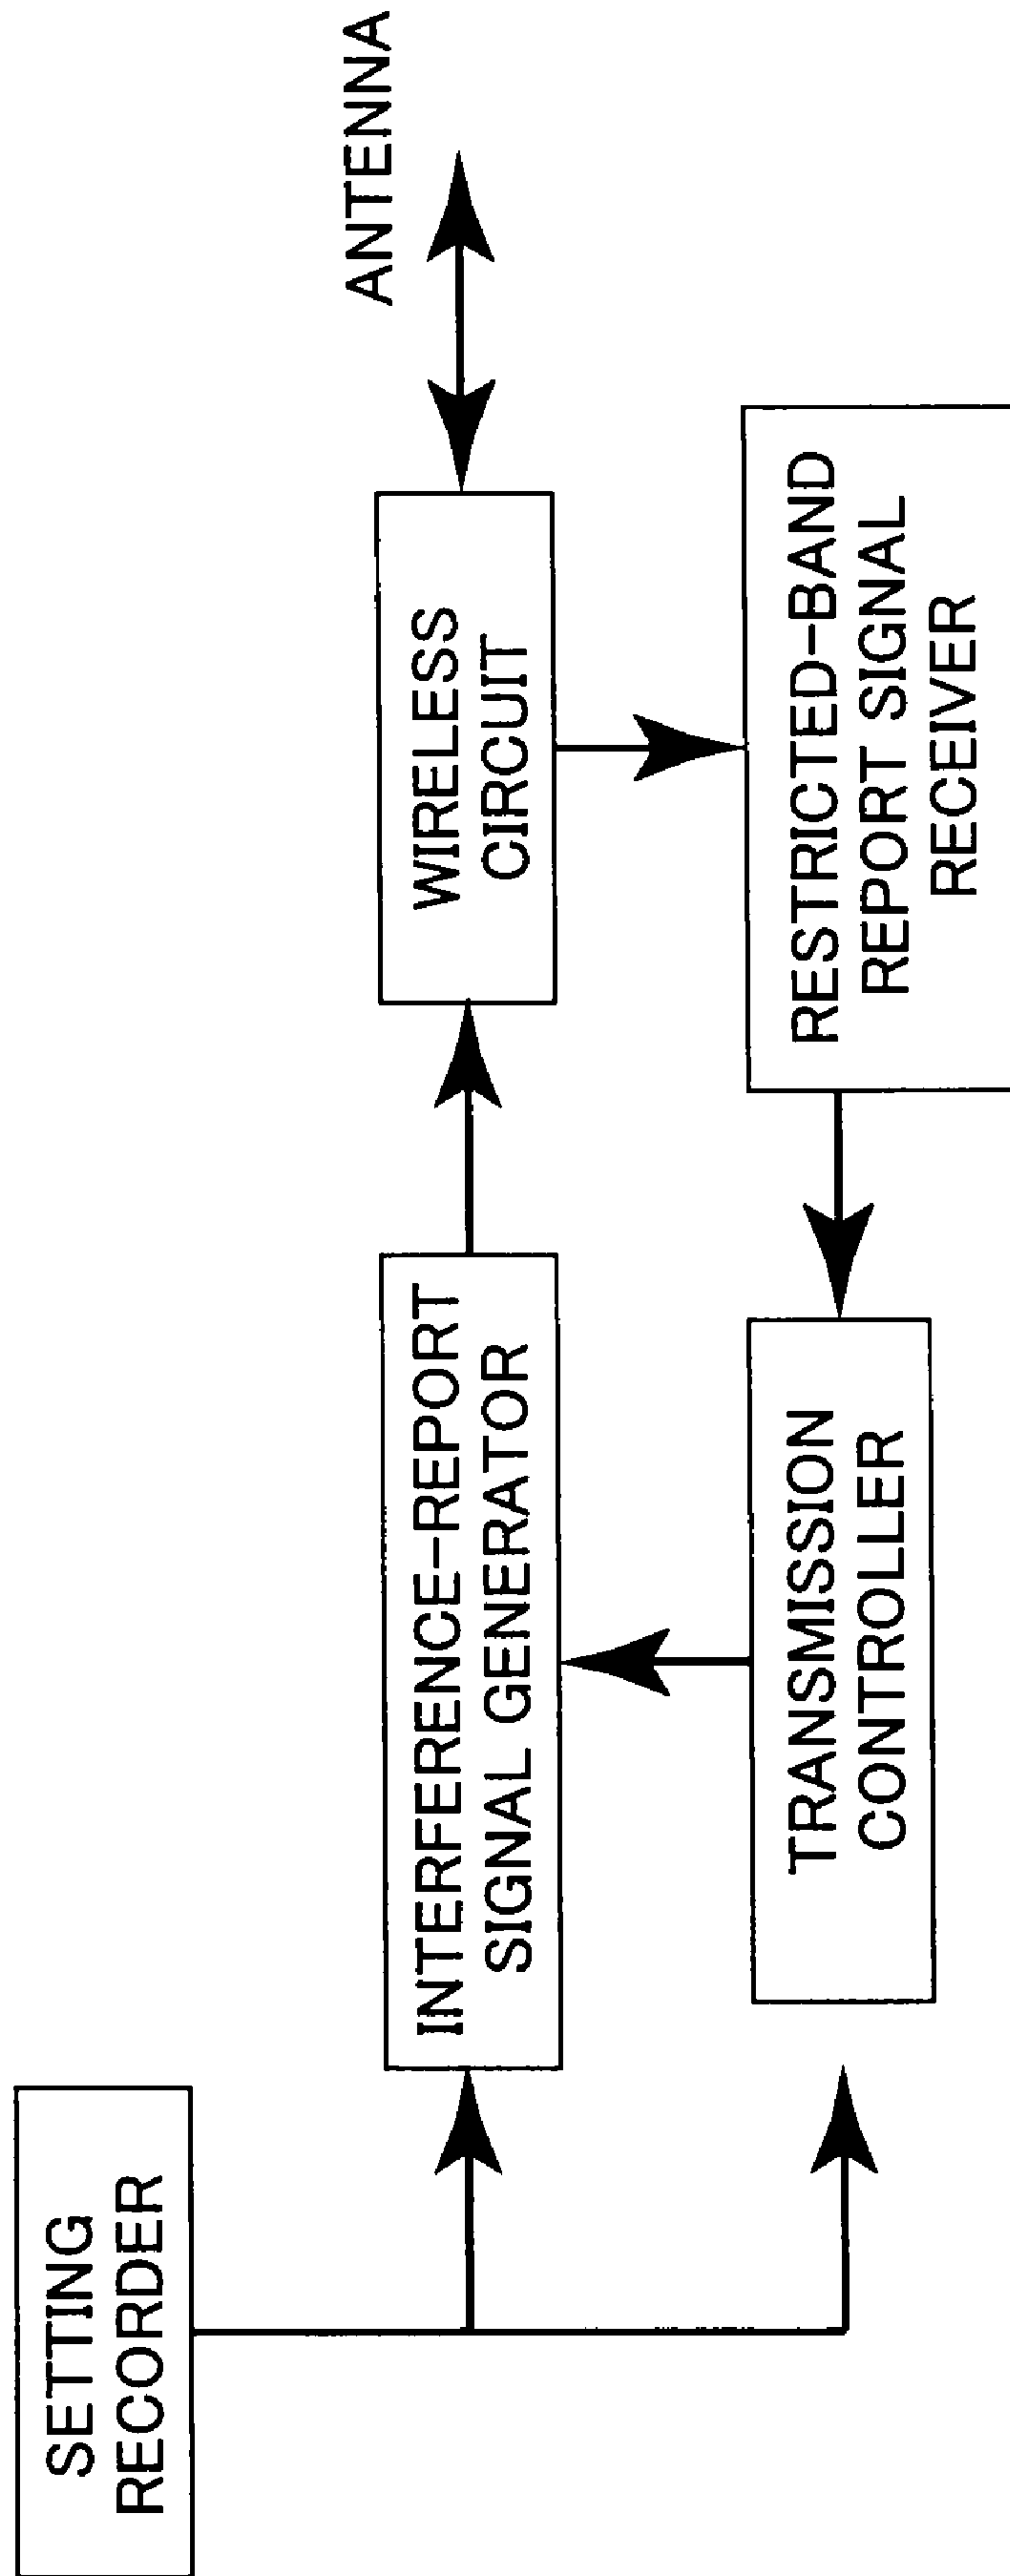 SETTING
RECORDER
INTERFERENCE-REPORT
SIGNAL GENERATOR
WIRELESS
CIRCUIT
ANTENNA
TRANSMISSION
CONTROLLER
RESTRICTED-BAND
REPORT SIGNAL
RECEIVER